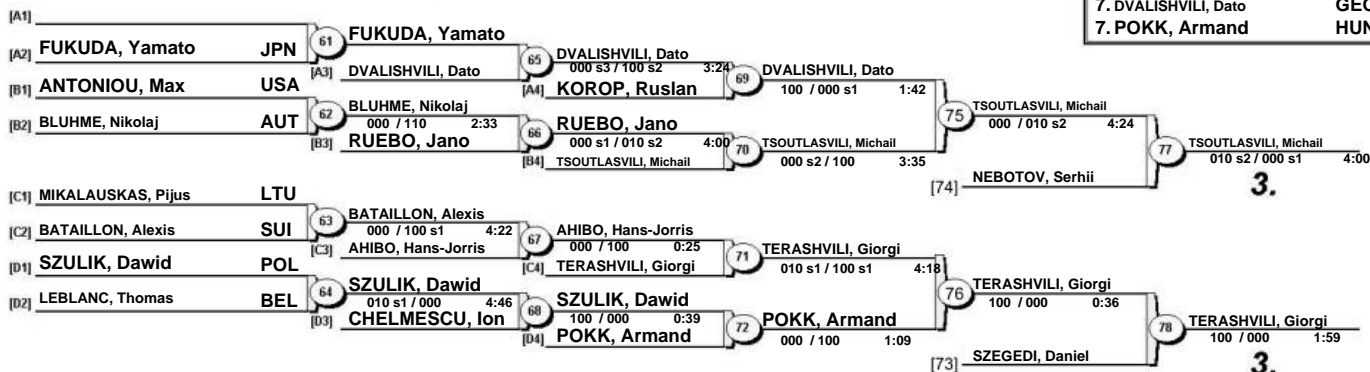 7. DVALISHVILI, Dato GEO
7. POKK, Armand HUN
[A1]
[A2] FUKUDA, Yamato JPN
61 FUKUDA, Yamato
[A3] DVALISHVILI, Dato
65 DVALISHVILI, Dato
000 s3 / 100 s2 3:24
[A4] KOROP, Ruslan
69 DVALISHVILI, Dato
100 / 000 s1 1:42
[B1] ANTONIOU, Max USA
[B2] BLUHME, Nikolaj AUT
62 BLUHME, Nikolaj
000 / 110 2:33
[B3] RUEBO, Jano
66 RUEBO, Jano
000 s1 / 010 s2 4:00
[B4] TSOUTLASVILI, Michail
70 TSOUTLASVILI, Michail
000 s2 / 100 3:35
75 TSOUTLASVILI, Michail
000 / 010 s2 4:24
[74] NEBOTOV, Serhii
77 TSOUTLASVILI, Michail
010 s2 / 000 s1 4:00
3.
[C1] MIKALAUSKAS, Pijus LTU
[C2] BATAILLON, Alexis SUI
63 BATAILLON, Alexis
000 / 100 s1 4:22
[C3] AHIBO, Hans-Jorris
67 AHIBO, Hans-Jorris
000 / 100 0:25
[C4] TERASHVILI, Giorgi
71 TERASHVILI, Giorgi
010 s1 / 100 s1 4:18
[D1] SZULIK, Dawid POL
[D2] LEBLANC, Thomas BEL
64 SZULIK, Dawid
010 s1 / 000 4:46
[D3] CHELMESCU, Ion
68 SZULIK, Dawid
100 / 000 0:39
[D4] POKK, Armand
72 POKK, Armand
000 / 100 1:09
76 TERASHVILI, Giorgi
100 / 000 0:36
[73] SZEGEDI, Daniel
78 TERASHVILI, Giorgi
100 / 000 1:59
3.